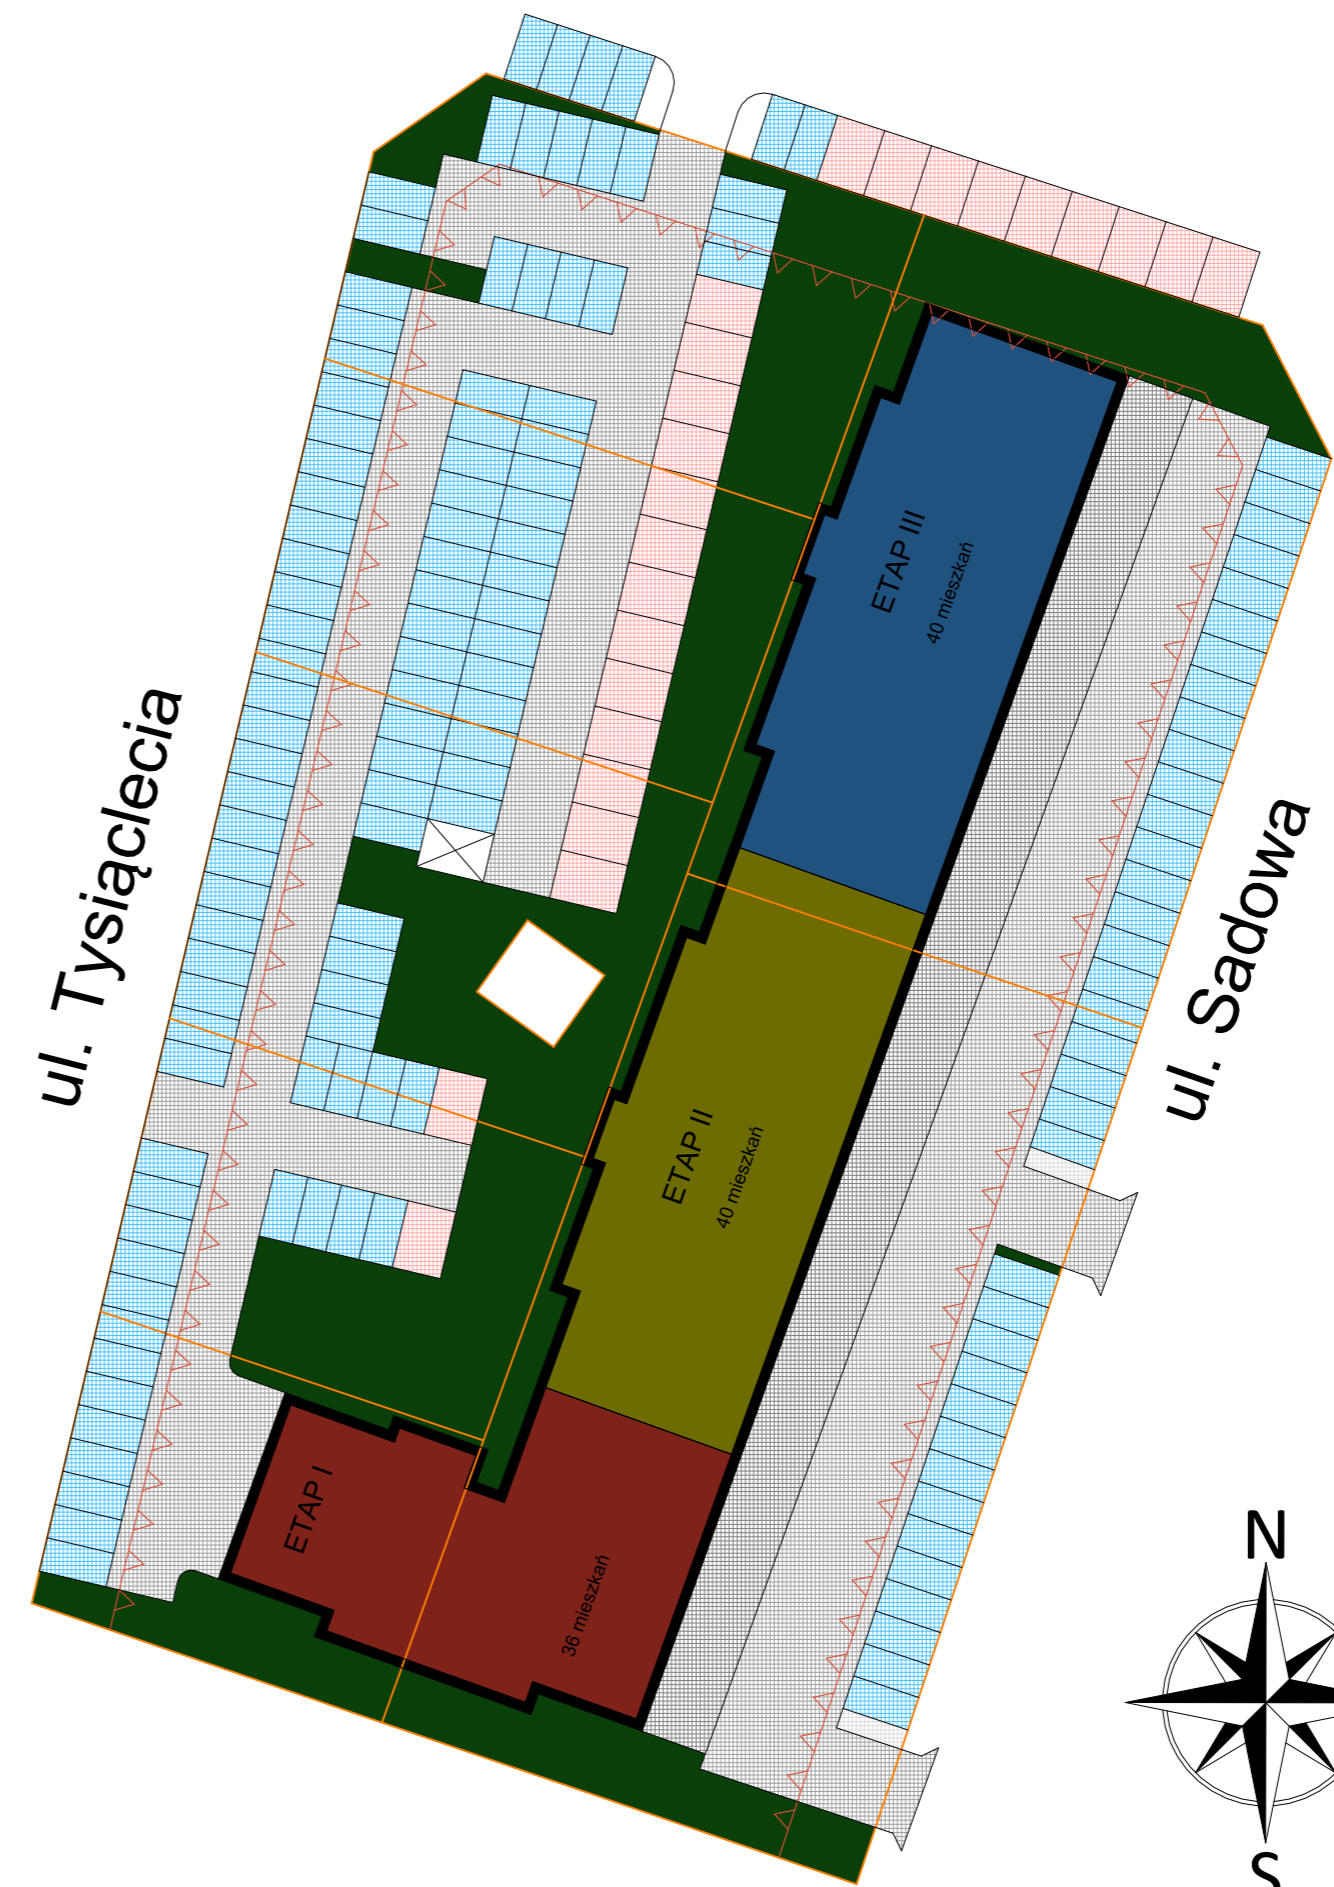 ETAP III
40 mieszkań
ul. Tysiąclecia
ul. Sadowa
ETAP II
40 mieszkań
ETAP I
36 mieszkań
N
S